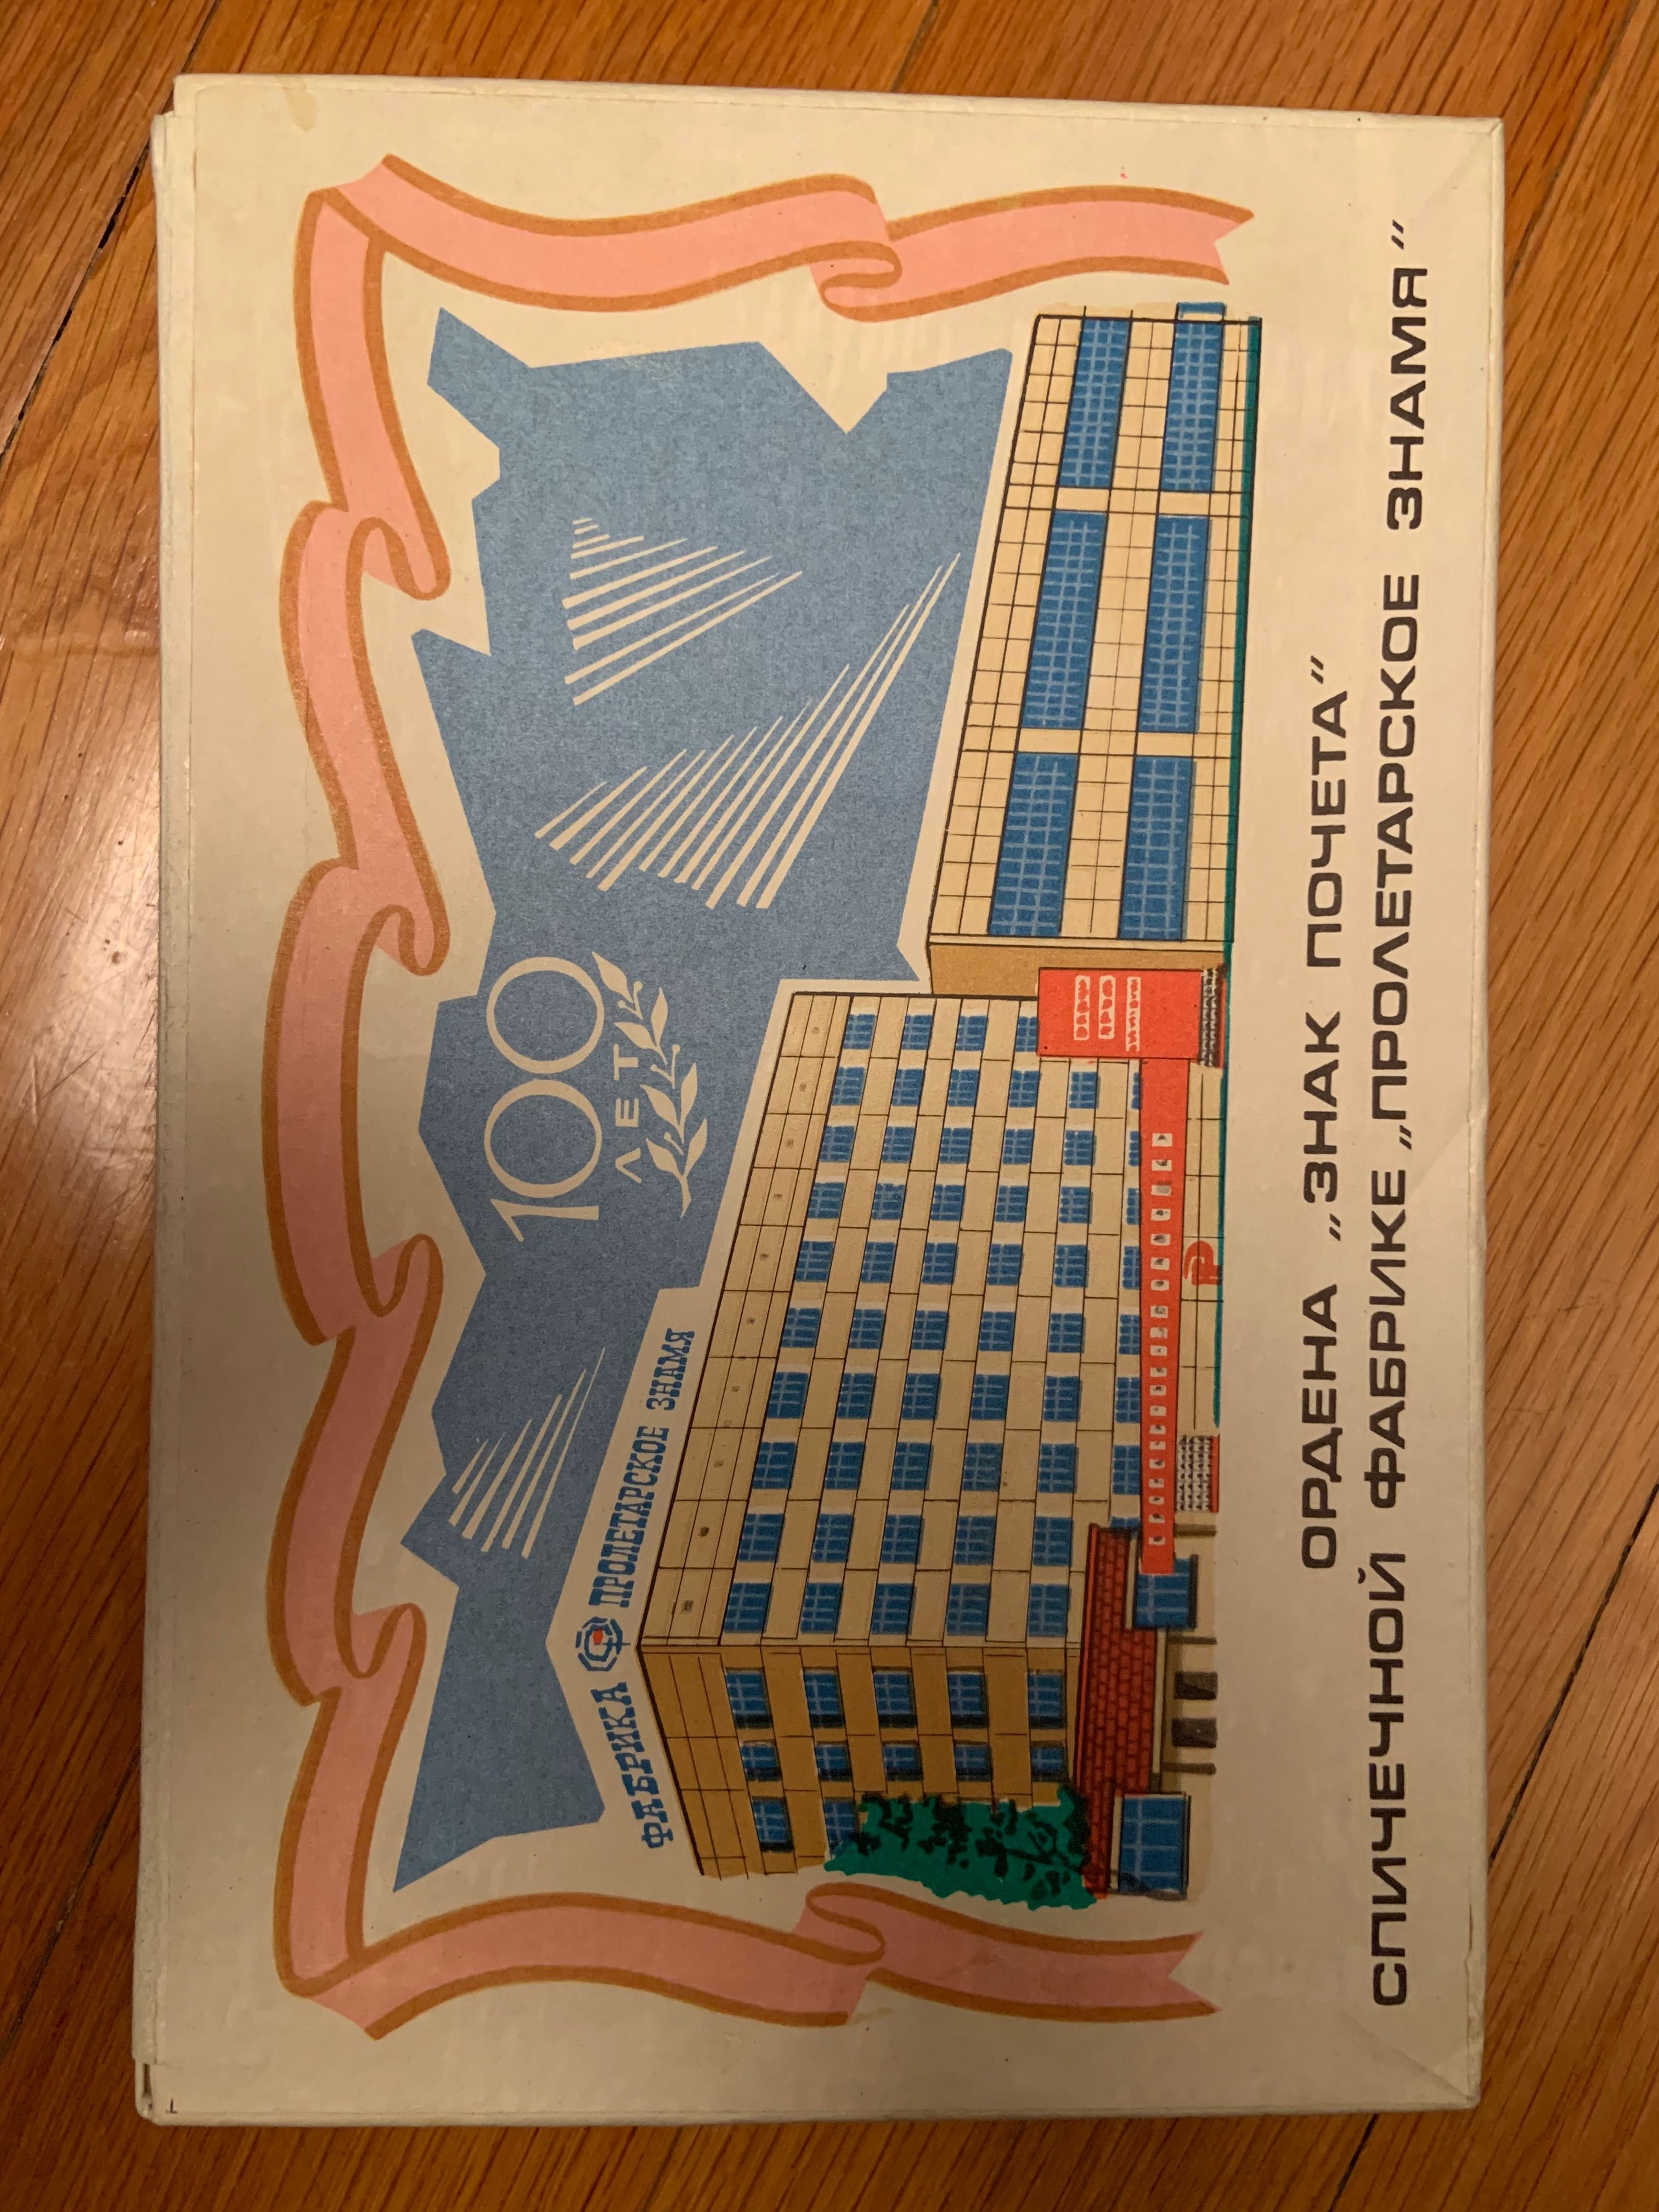 100
ЛЕТ
ФАБРИКА ПРОЛЕТАРСКОЕ ЗНАМЯ
Р
ОРДЕНА „ЗНАК ПОЧЕТА”
СПИЧЕЧНОЙ ФАБРИКЕ „ПРОЛЕТАРСКОЕ ЗНАМЯ”